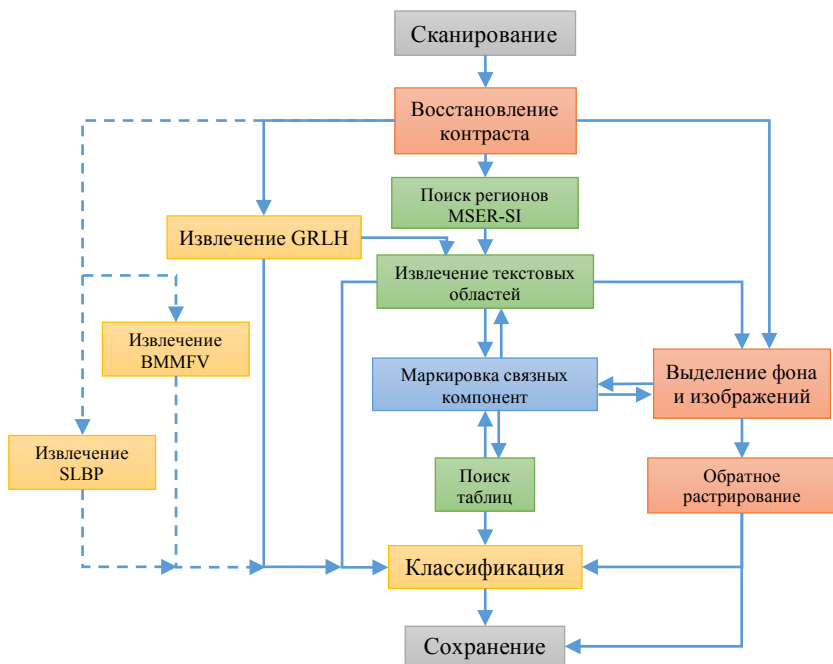 Сканирование
Восстановление
контраста
Поиск регионов
MSER-SI
Извлечение GRLH
Извлечение текстовых
областей
Извлечение
BMMFV
Маркировка связных
компонент
Выделение фона
и изображений
Извлечение
SLBP
Поиск
таблиц
Обратное
растрирование
Классификация
Сохранение